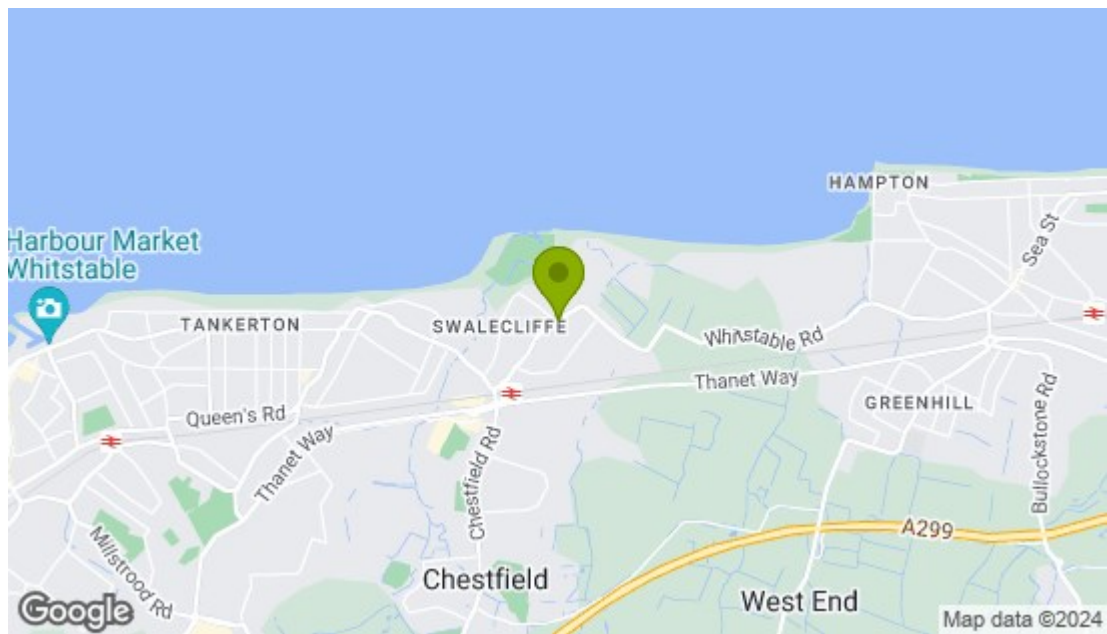 HAMPTON
Sea St
Harbour Market
Whitstable
TANKERTON
SWALECLIFFE
Whitstable Rd
Thanet Way
GREENHILL
Queen's Rd
Thanet Way
Chestfield Rd
Bullockstone Rd
A299
Millstrood Rd
Chestfield
West End
Google
Map data ©2024